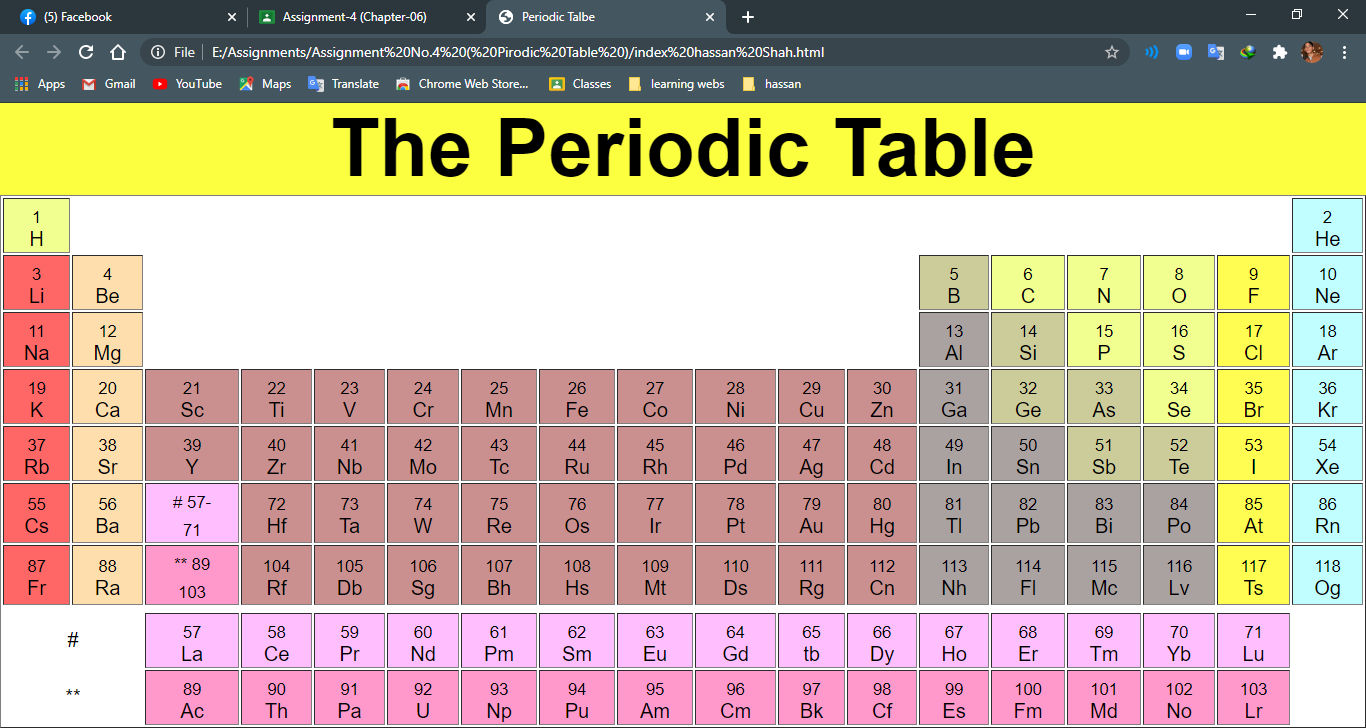 (5) Facebook Assignment-4 (Chapter-06) Periodic Talbe
File E:/Assignments/Assignment%20No.4%20(%20Pirodic%20Table%20)/index%20hassan%20Shah.html
Apps Gmail YouTube Maps Translate Chrome Web Store... Classes learning webs hassan
The Periodic Table
1 2
H He
3 4 5 6 7 8 9 10
Li Be B C N O F Ne
11 12 13 14 15 16 17 18
Na Mg Al Si P S Cl Ar
19 20 21 22 23 24 25 26 27 28 29 30 31 32 33 34 35 36
K Ca Sc Ti V Cr Mn Fe Co Ni Cu Zn Ga Ge As Se Br Kr
37 38 39 40 41 42 43 44 45 46 47 48 49 50 51 52 53 54
Rb Sr Y Zr Nb Mo Tc Ru Rh Pd Ag Cd In Sn Sb Te I Xe
55 56 # 57- 72 73 74 75 76 77 78 79 80 81 82 83 84 85 86
Cs Ba 71 Hf Ta W Re Os Ir Pt Au Hg Tl Pb Bi Po At Rn
87 88 ** 89 104 105 106 107 108 109 110 111 112 113 114 115 116 117 118
Fr Ra 103 Rf Db Sg Bh Hs Mt Ds Rg Cn Nh Fl Mc Lv Ts Og
# 57 58 59 60 61 62 63 64 65 66 67 68 69 70 71
La Ce Pr Nd Pm Sm Eu Gd tb Dy Ho Er Tm Yb Lu
** 89 90 91 92 93 94 95 96 97 98 99 100 101 102 103
Ac Th Pa U Np Pu Am Cm Bk Cf Es Fm Md No Lr